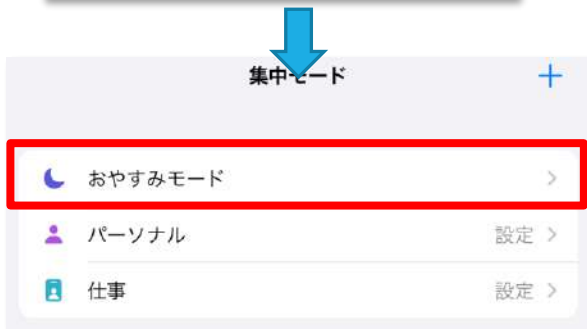 集中モード
おやすみモード
パーソナル 設定
仕事 設定